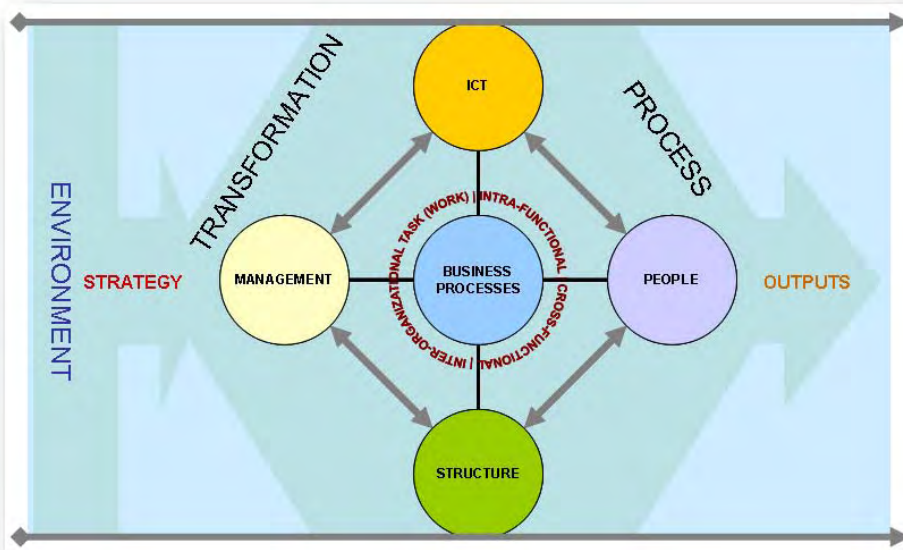 TRANSFORMATION
PROCESS
ICT
ENVIRONMENT
STRATEGY
MANAGEMENT
TASK (WORK) | INTRA-FUNCTIONAL | CROSS-FUNCTIONAL | INTER-ORGANIZATIONAL
BUSINESS
PROCESSES
PEOPLE
OUTPUTS
STRUCTURE